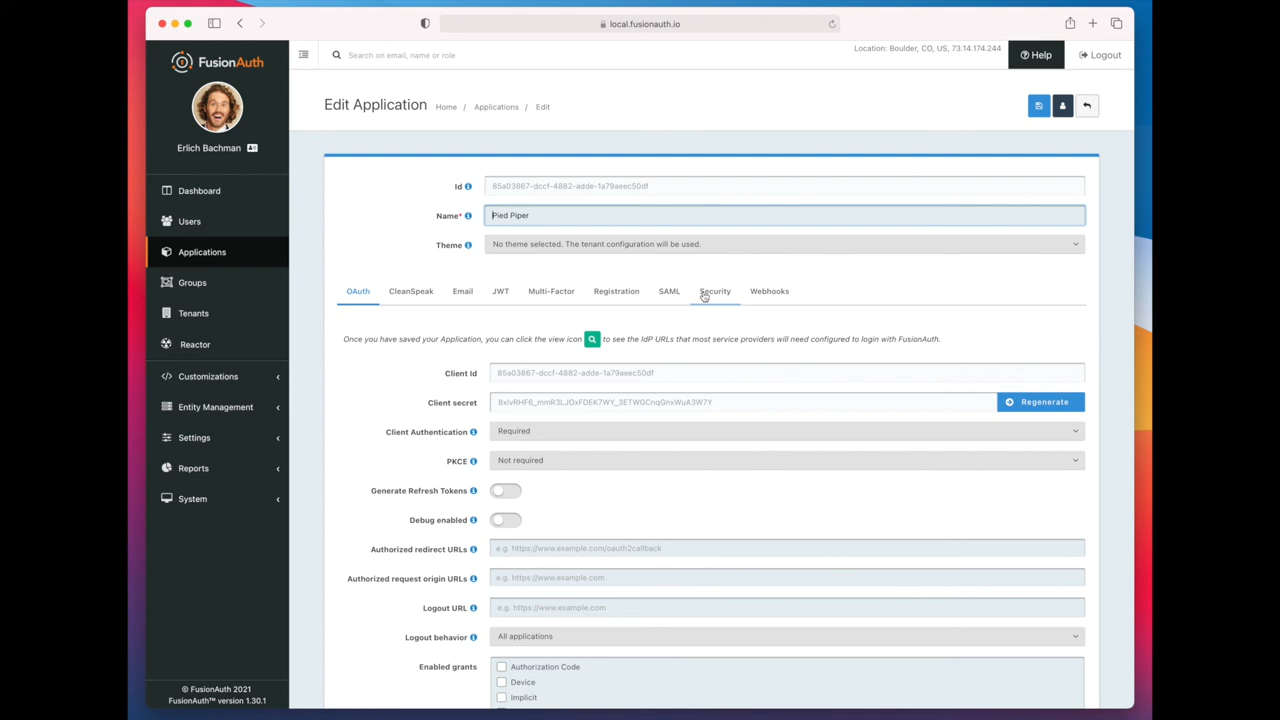 local.fusionauth.io
FusionAuth
Search on email, name or role
Location: Boulder, CO, US, 73.14.174.244
Help
Logout
Erlich Bachman
Edit Application
Home / Applications / Edit
Dashboard
Users
Applications
Groups
Tenants
Reactor
Customizations
Entity Management
Settings
Reports
System
© FusionAuth 2021
FusionAuth™ version 1.30.1
Id
85a03867-dccf-4882-adde-1a79aeec50df
Name*
Pied Piper
Theme
No theme selected. The tenant configuration will be used.
OAuth CleanSpeak Email JWT Multi-Factor Registration SAML Security Webhooks
Once you have saved your Application, you can click the view icon to see the IdP URLs that most service providers will need configured to login with FusionAuth.
Client Id
85a03867-dccf-4882-adde-1a79aeec50df
Client secret
Regenerate
Client Authentication
Required
PKCE
Not required
Generate Refresh Tokens
Debug enabled
Authorized redirect URLs
e.g. https://www.example.com/oauth2callback
Authorized request origin URLs
e.g. https://www.example.com
Logout URL
e.g. https://www.example.com
Logout behavior
All applications
Enabled grants
Authorization Code
Device
Implicit